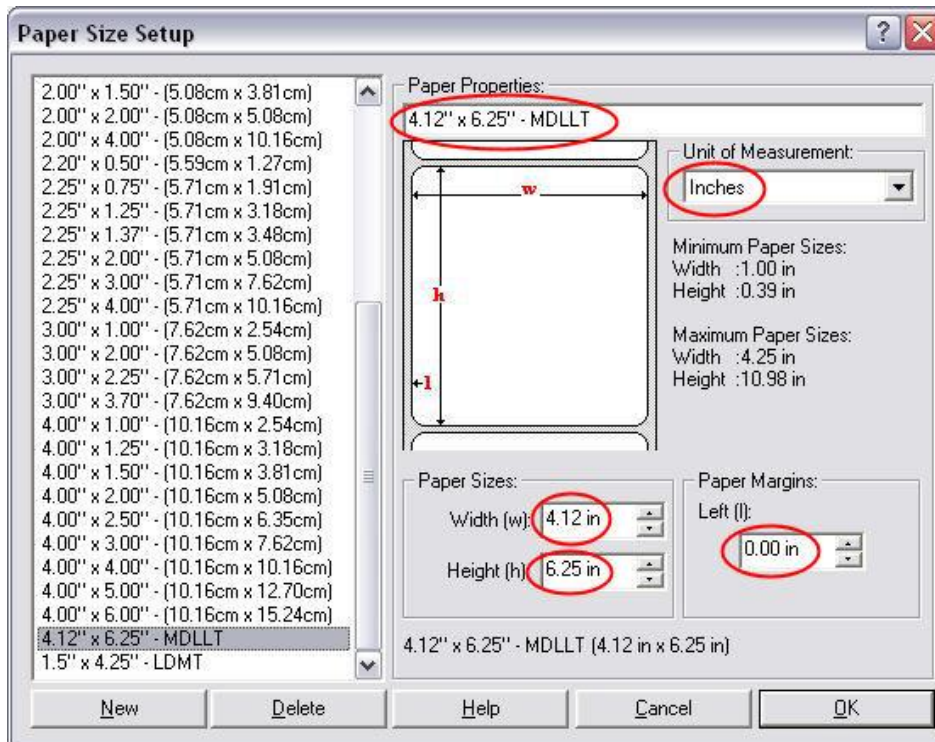 Paper Size Setup
2.00" x 1.50" - (5.08cm x 3.81cm)
2.00" x 2.00" - (5.08cm x 5.08cm)
2.00" x 4.00" - (5.08cm x 10.16cm)
2.20" x 0.50" - (5.59cm x 1.27cm)
2.25" x 0.75" - (5.71cm x 1.91cm)
2.25" x 1.25" - (5.71cm x 3.18cm)
2.25" x 1.37" - (5.71cm x 3.48cm)
2.25" x 2.00" - (5.71cm x 5.08cm)
2.25" x 3.00" - (5.71cm x 7.62cm)
2.25" x 4.00" - (5.71cm x 10.16cm)
3.00" x 1.00" - (7.62cm x 2.54cm)
3.00" x 2.00" - (7.62cm x 5.08cm)
3.00" x 2.25" - (7.62cm x 5.71cm)
3.00" x 3.70" - (7.62cm x 9.40cm)
4.00" x 1.00" - (10.16cm x 2.54cm)
4.00" x 1.25" - (10.16cm x 3.18cm)
4.00" x 1.50" - (10.16cm x 3.81cm)
4.00" x 2.00" - (10.16cm x 5.08cm)
4.00" x 2.50" - (10.16cm x 6.35cm)
4.00" x 3.00" - (10.16cm x 7.62cm)
4.00" x 4.00" - (10.16cm x 10.16cm)
4.00" x 5.00" - (10.16cm x 12.70cm)
4.00" x 6.00" - (10.16cm x 15.24cm)
4.12" x 6.25" - MDLLT
1.5" x 4.25" - LDMT
Paper Properties:
4.12" x 6.25" - MDLLT
w
h
l
Unit of Measurement:
Inches
Minimum Paper Sizes:
Width :1.00 in
Height :0.39 in
Maximum Paper Sizes:
Width :4.25 in
Height :10.98 in
Paper Sizes:
Width (w): 4.12 in
Height (h): 6.25 in
Paper Margins:
Left (l):
0.00 in
4.12" x 6.25" - MDLLT (4.12 in x 6.25 in)
New Delete Help Cancel OK